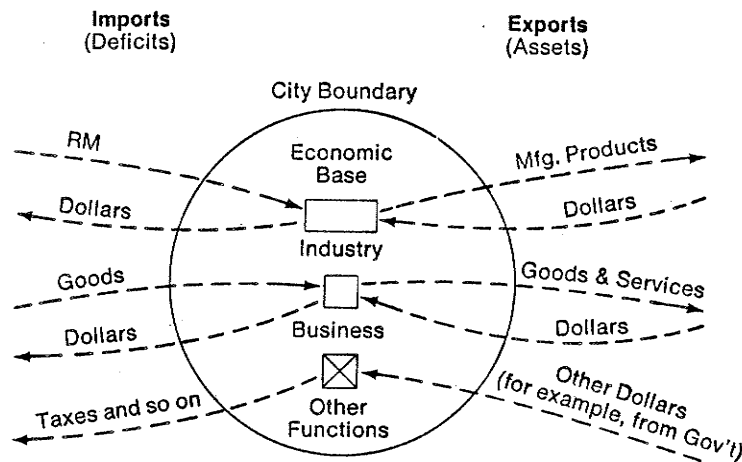 Imports
(Deficits)
Exports
(Assets)
City Boundary
RM
Economic
Base
Mfg. Products
Dollars
Dollars
Industry
Goods
Goods & Services
Dollars
Business
Dollars
Taxes and so on
Other
Functions
Other Dollars
(for example, from Gov't)